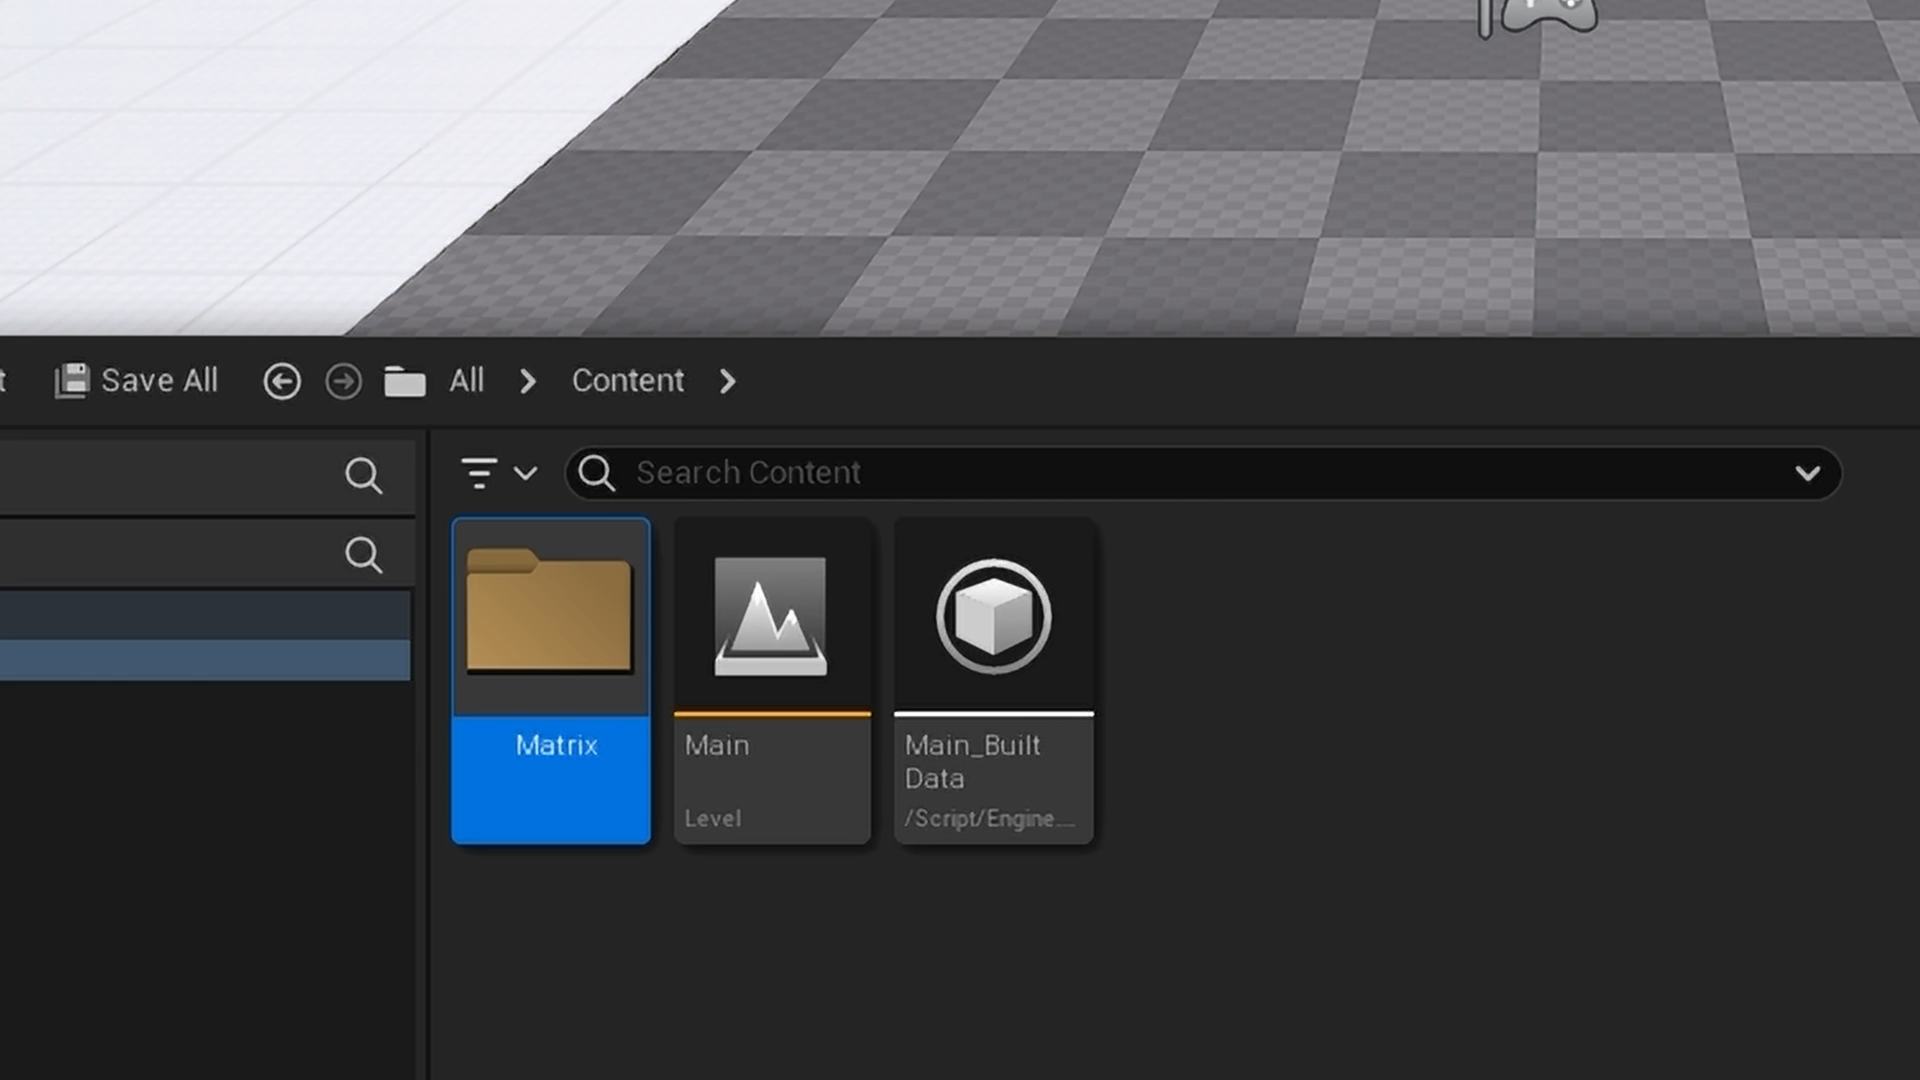 Save All
All
Content
Search Content
Matrix
Main
Level
Main_Built
Data
/Script/Engine...